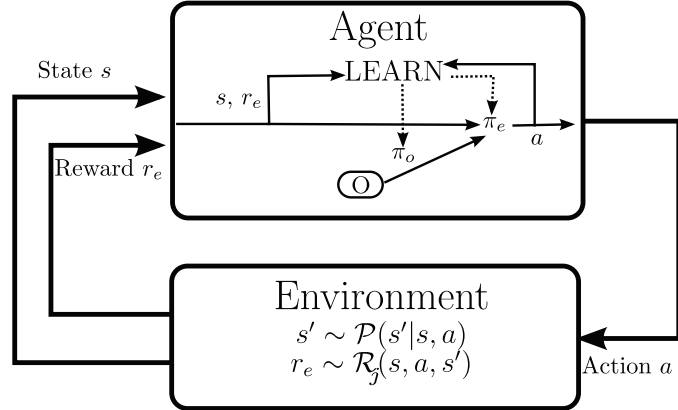 Agent
State s
LEARN
s, r_e
π_e
a
π_o
Reward r_e
O
Environment
s′ ∼ P(s′|s, a)
r_e ∼ R_j(s, a, s′)
Action a